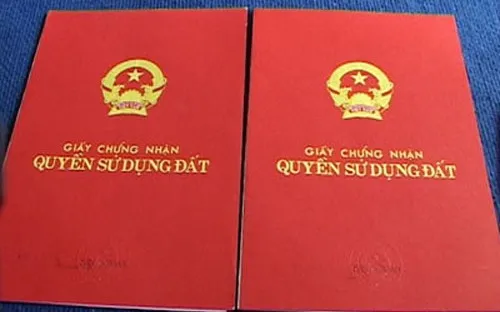 GIẤY CHỨNG NHẬN
QUYỀN SỬ DỤNG ĐẤT
GIẤY CHỨNG NHẬN
QUYỀN SỬ DỤNG ĐẤT